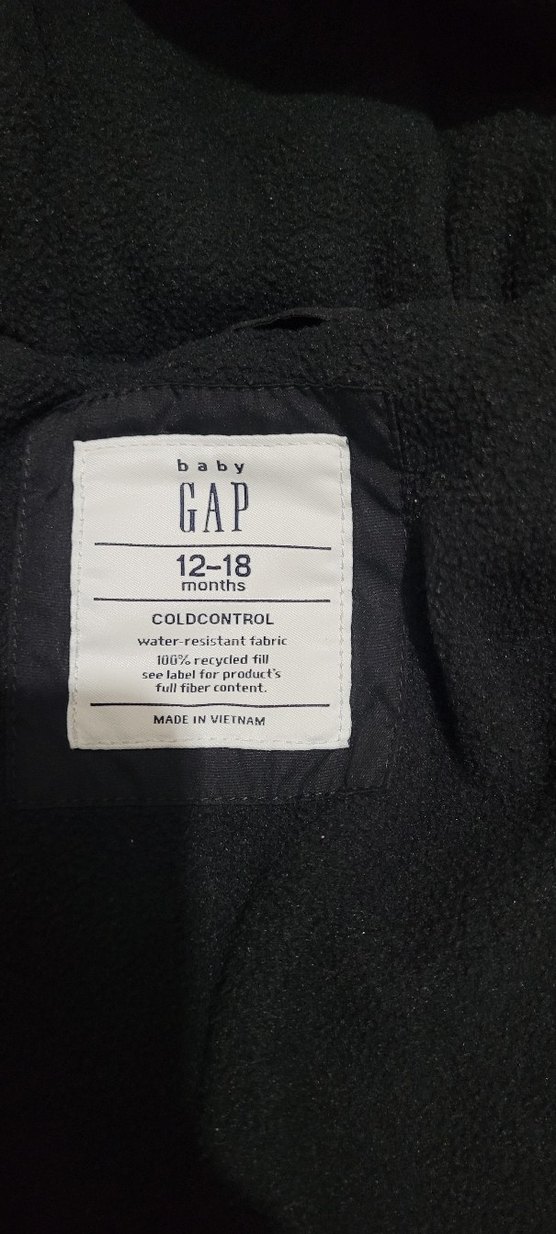 baby
GAP
12-18
months
COLDCONTROL
water-resistant fabric
100% recycled fill
see label for product's
full fiber content.
MADE IN VIETNAM